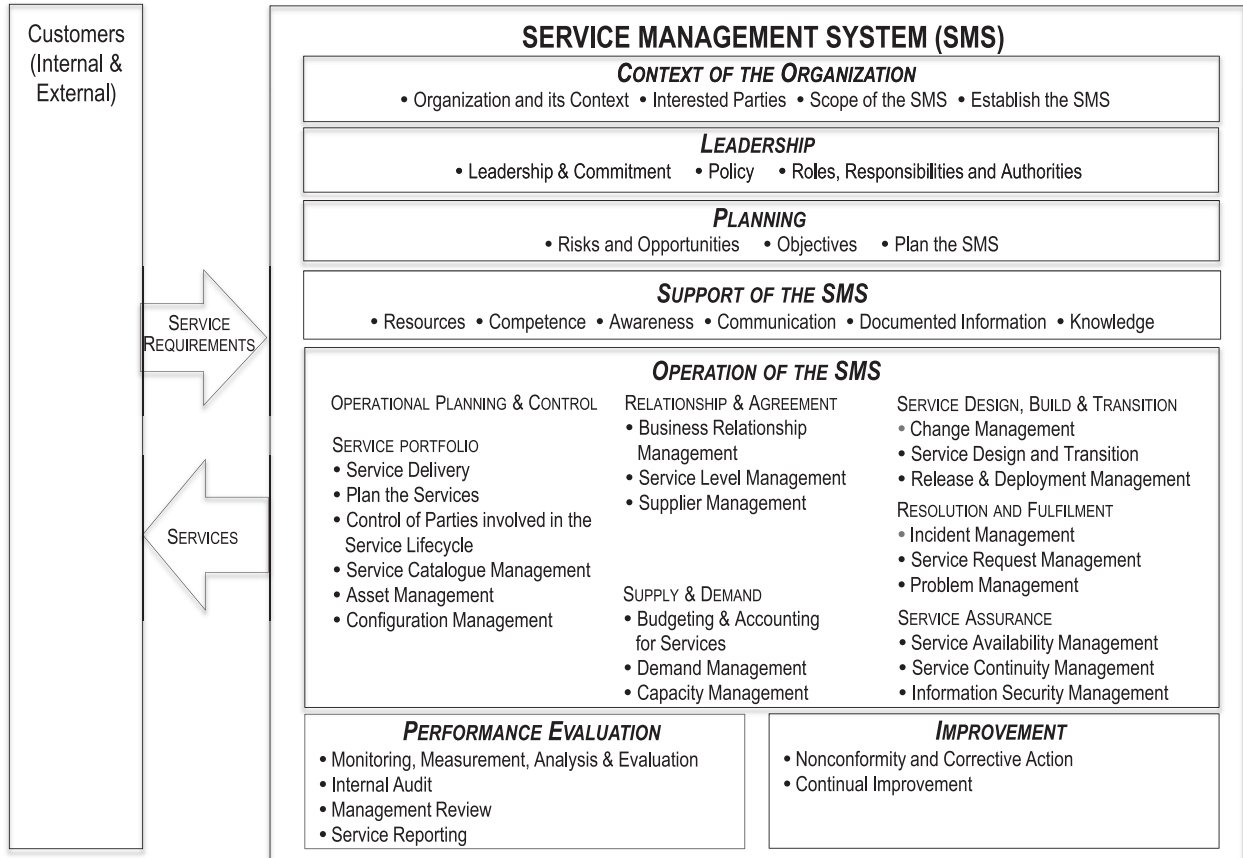 Customers
(Internal &
External)
SERVICE
REQUIREMENTS
SERVICES
SERVICE MANAGEMENT SYSTEM (SMS)
CONTEXT OF THE ORGANIZATION
• Organization and its Context • Interested Parties • Scope of the SMS • Establish the SMS
LEADERSHIP
• Leadership & Commitment • Policy • Roles, Responsibilities and Authorities
PLANNING
• Risks and Opportunities • Objectives • Plan the SMS
SUPPORT OF THE SMS
• Resources • Competence • Awareness • Communication • Documented Information • Knowledge
OPERATION OF THE SMS
OPERATIONAL PLANNING & CONTROL
SERVICE PORTFOLIO
• Service Delivery
• Plan the Services
• Control of Parties involved in the
Service Lifecycle
• Service Catalogue Management
• Asset Management
• Configuration Management
RELATIONSHIP & AGREEMENT
• Business Relationship
Management
• Service Level Management
• Supplier Management
SUPPLY & DEMAND
• Budgeting & Accounting
for Services
• Demand Management
• Capacity Management
SERVICE DESIGN, BUILD & TRANSITION
• Change Management
• Service Design and Transition
• Release & Deployment Management
RESOLUTION AND FULFILMENT
• Incident Management
• Service Request Management
• Problem Management
SERVICE ASSURANCE
• Service Availability Management
• Service Continuity Management
• Information Security Management
PERFORMANCE EVALUATION
• Monitoring, Measurement, Analysis & Evaluation
• Internal Audit
• Management Review
• Service Reporting
IMPROVEMENT
• Nonconformity and Corrective Action
• Continual Improvement